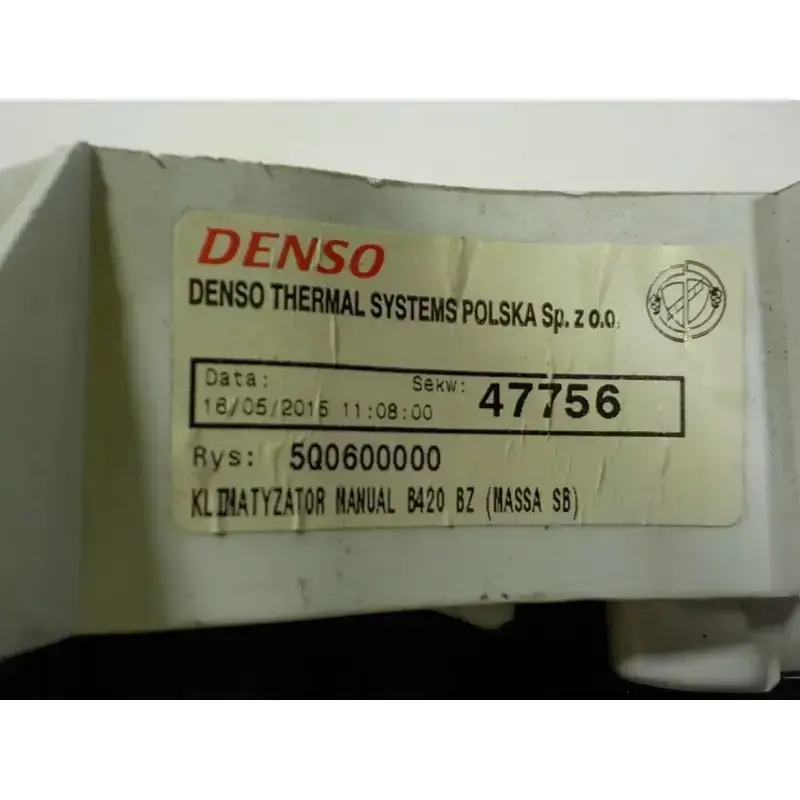 DENSO
DENSO THERMAL SYSTEMS POLSKA Sp. z o.o.
Data: Sekw: 47756
16/05/2015 11:08:00
Rys: 5Q0600000
KLIMATYZATOR MANUAL B420 BZ (MASSA SB)